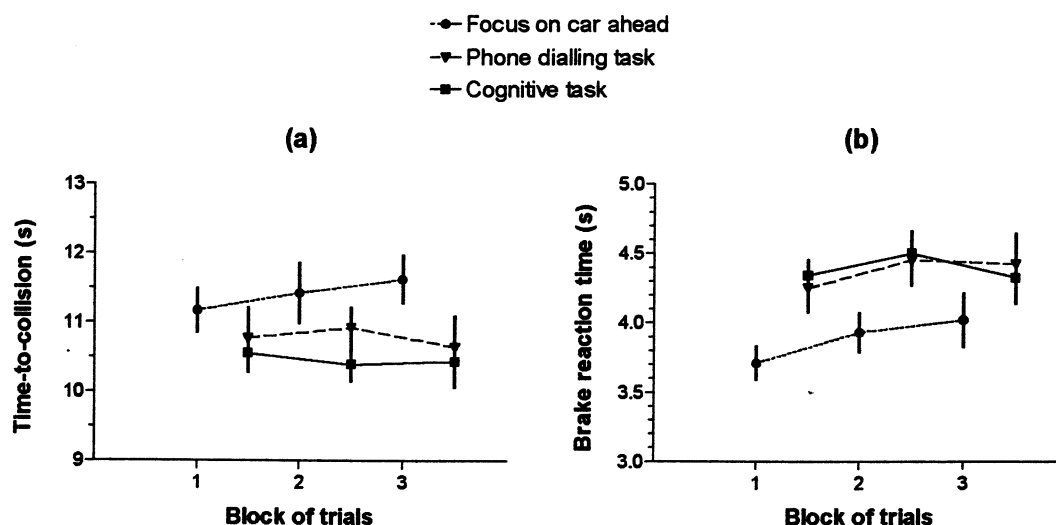 Focus on car ahead
Phone dialling task
Cognitive task
(a)
(b)
Time-to-collision (s)
13
12
11
10
9
1 2 3
Block of trials
Brake reaction time (s)
5.0
4.5
4.0
3.5
3.0
1 2 3
Block of trials